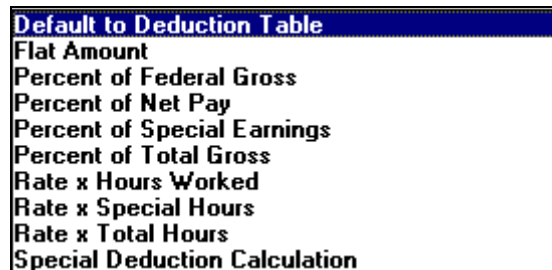 Default to Deduction Table
Flat Amount
Percent of Federal Gross
Percent of Net Pay
Percent of Special Earnings
Percent of Total Gross
Rate x Hours Worked
Rate x Special Hours
Rate x Total Hours
Special Deduction Calculation